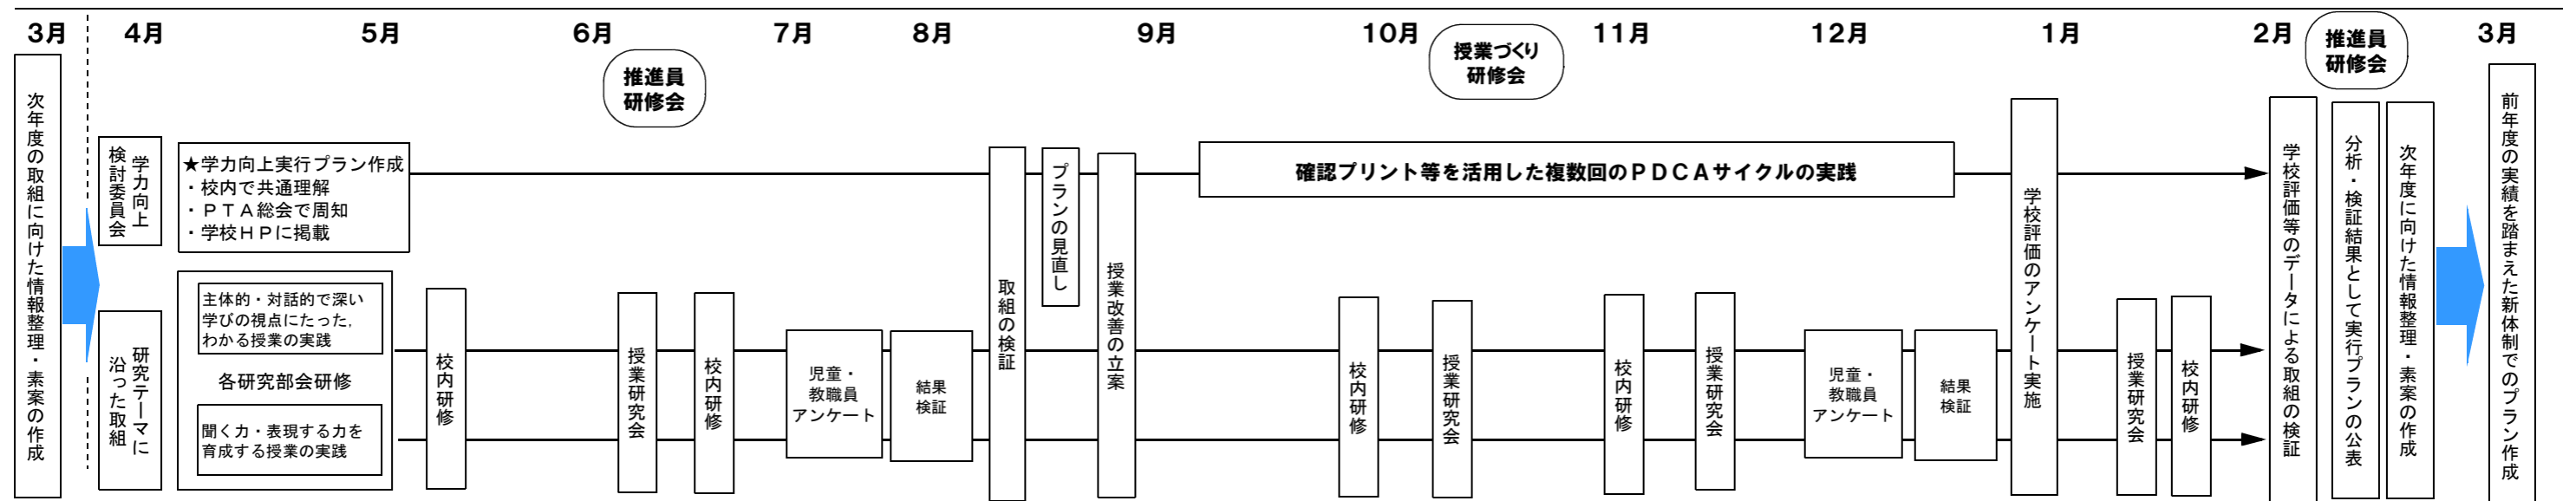 3月
4月
5月
6月
7月
8月
9月
10月
11月
12月
1月
2月
3月
推進員
研修会
授業づくり
研修会
推進員
研修会
次年度の取組に向けた情報整理・素案の作成
学力向上
検討委員会
★学力向上実行プラン作成
・校内で共通理解
・ＰＴＡ総会で周知
・学校ＨＰに掲載
研究テーマに
沿った取組
主体的・対話的で深い
学びの視点にたった,
わかる授業の実践
各研究部会研修
聞く力・表現する力を
育成する授業の実践
校内研修
授業研究会
校内研修
児童・
教職員
アンケート
結果
検証
取組の検証
プランの見直し
授業改善の立案
確認プリント等を活用した複数回のＰＤＣＡサイクルの実践
校内研修
授業研究会
校内研修
授業研究会
児童・
教職員
アンケート
結果
検証
学校評価のアンケート実施
授業研究会
校内研修
学校評価等のデータによる取組の検証
分析・検証結果として実行プランの公表
次年度に向けた情報整理・素案の作成
前年度の実績を踏まえた新体制でのプラン作成